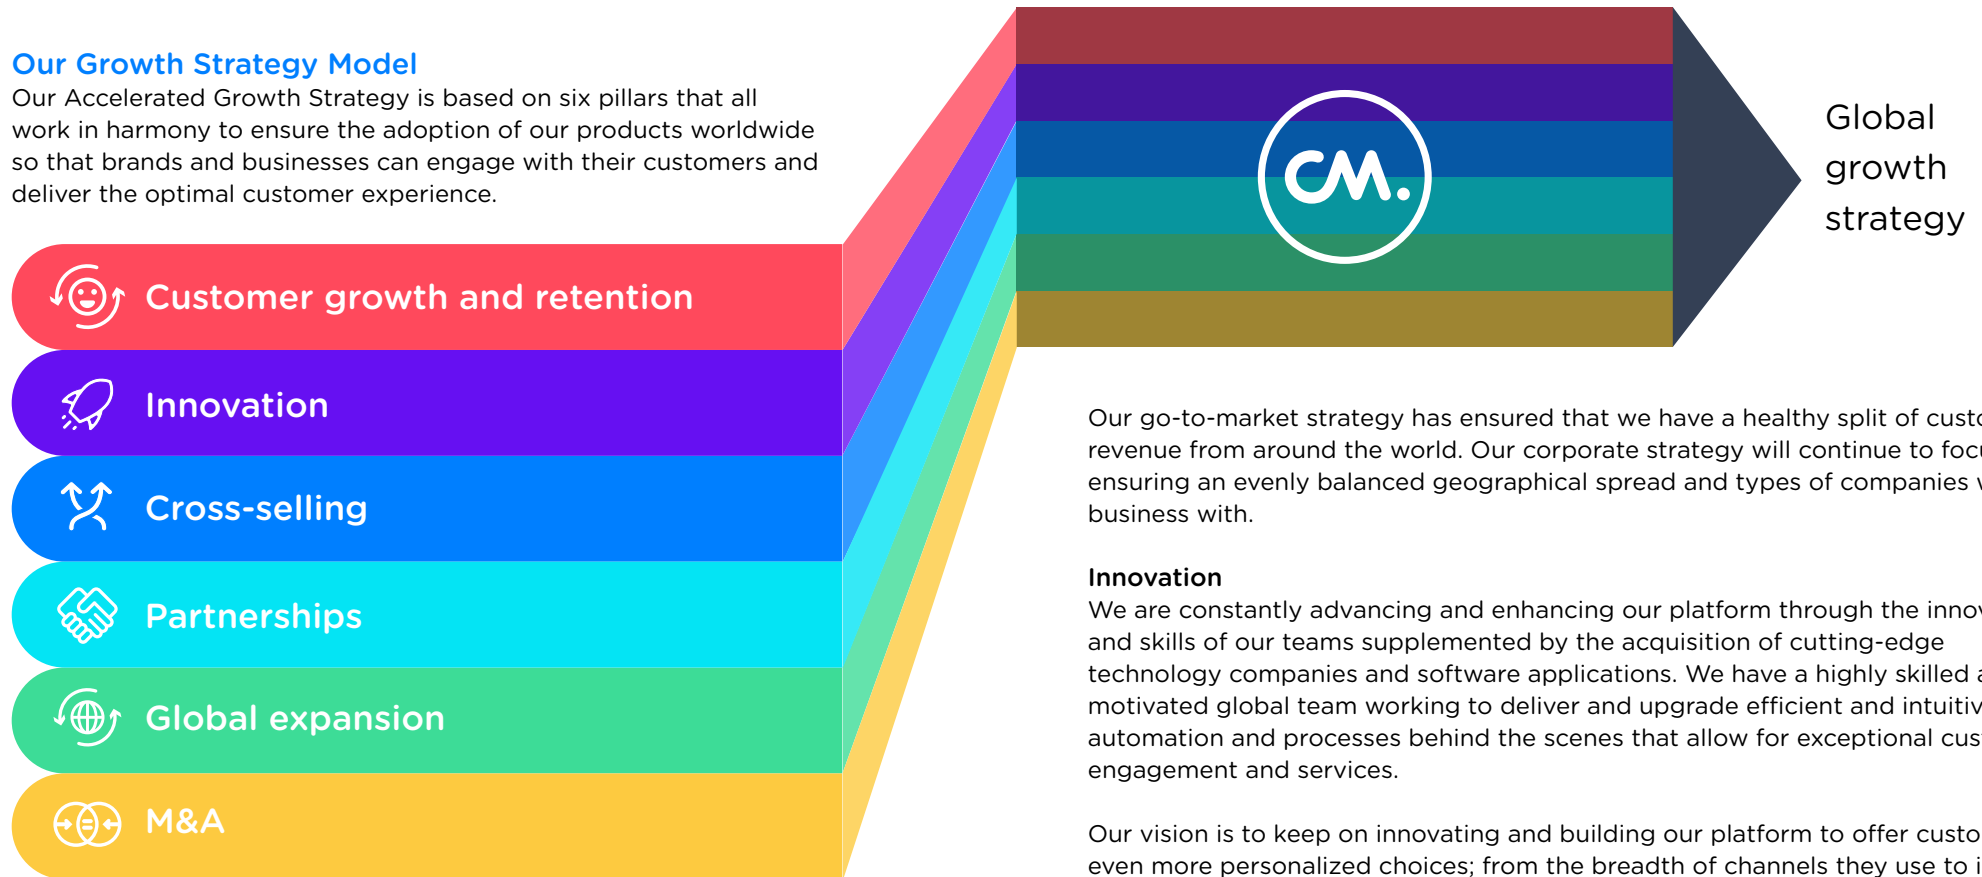 Our Growth Strategy Model
Our Accelerated Growth Strategy is based on six pillars that all
work in harmony to ensure the adoption of our products worldwide
so that brands and businesses can engage with their customers and
deliver the optimal customer experience.
Customer growth and retention
Innovation
Cross-selling
Partnerships
Global expansion
M&A
CM.
Global
growth
strategy
Our go-to-market strategy has ensured that we have a healthy split of
revenue from around the world. Our corporate strategy will continue to
ensuring an evenly balanced geographical spread and types of companies
business with.
Innovation
We are constantly advancing and enhancing our platform through the
and skills of our teams supplemented by the acquisition of cutting-edge
technology companies and software applications. We have a highly skilled
motivated global team working to deliver and upgrade efficient and
automation and processes behind the scenes that allow for exceptional
engagement and services.
Our vision is to keep on innovating and building our platform to offer
even more personalized choices; from the breadth of channels they use to